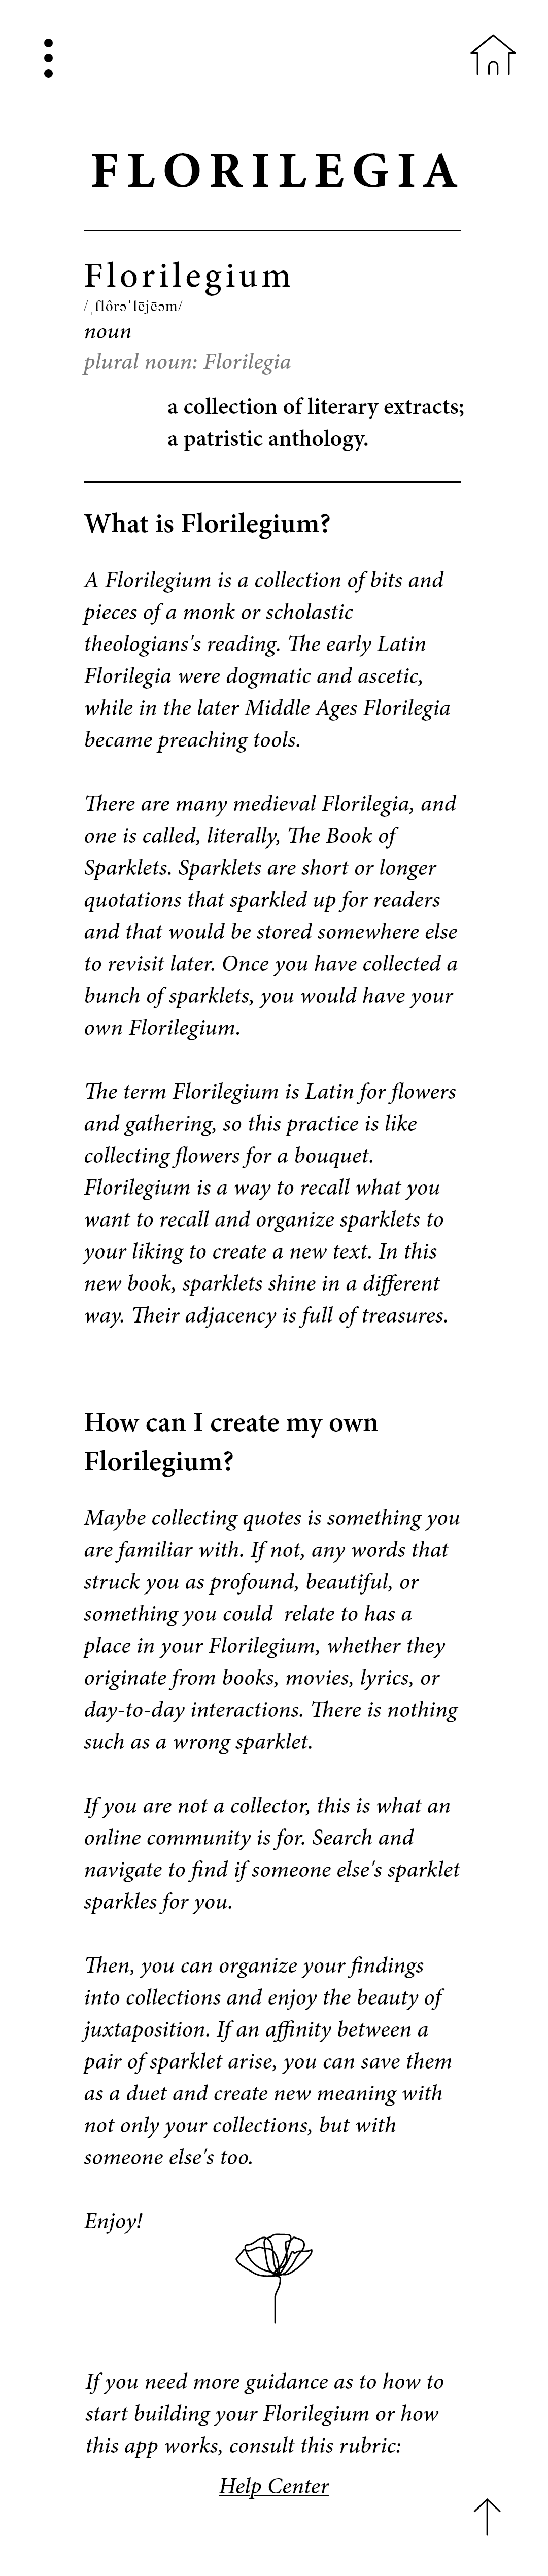 FLORILEGIA
Florilegium
/ˌflôrəˈlējēəm/
noun
plural noun: Florilegia
a collection of literary extracts;
a patristic anthology.
What is Florilegium?
A Florilegium is a collection of bits and
pieces of a monk or scholastic
theologians's reading. The early Latin
Florilegia were dogmatic and ascetic,
while in the later Middle Ages Florilegia
became preaching tools.
There are many medieval Florilegia, and
one is called, literally, The Book of
Sparklets. Sparklets are short or longer
quotations that sparkled up for readers
and that would be stored somewhere else
to revisit later. Once you have collected a
bunch of sparklets, you would have your
own Florilegium.
The term Florilegium is Latin for flowers
and gathering, so this practice is like
collecting flowers for a bouquet.
Florilegium is a way to recall what you
want to recall and organize sparklets to
your liking to create a new text. In this
new book, sparklets shine in a different
way. Their adjacency is full of treasures.
How can I create my own
Florilegium?
Maybe collecting quotes is something you
are familiar with. If not, any words that
struck you as profound, beautiful, or
something you could  relate to has a
place in your Florilegium, whether they
originate from books, movies, lyrics, or
day-to-day interactions. There is nothing
such as a wrong sparklet.
If you are not a collector, this is what an
online community is for. Search and
navigate to find if someone else's sparklet
sparkles for you.
Then, you can organize your findings
into collections and enjoy the beauty of
juxtaposition. If an affinity between a
pair of sparklet arise, you can save them
as a duet and create new meaning with
not only your collections, but with
someone else's too.
Enjoy!
If you need more guidance as to how to
start building your Florilegium or how
this app works, consult this rubric:
Help Center